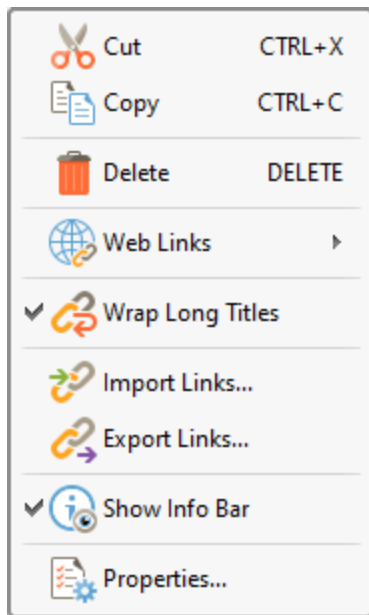 Cut CTRL+X
Copy CTRL+C
Delete DELETE
Web Links
Wrap Long Titles
Import Links...
Export Links...
Show Info Bar
Properties...